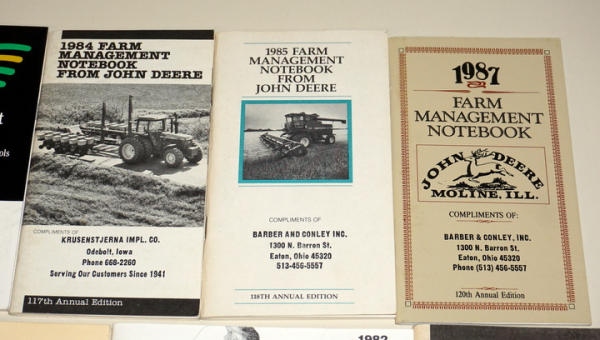 t
ols
1984 FARM
MANAGEMENT
NOTEBOOK
FROM JOHN DEERE
COMPLIMENTS OF
KRUSENSTJERNA IMPL. CO.
Odebolt, Iowa
Phone 668-2260
Serving Our Customers Since 1941
117th Annual Edition
1985 FARM
MANAGEMENT
NOTEBOOK
FROM
JOHN DEERE
COMPLIMENTS OF
BARBER AND CONLEY INC.
1300 N. Barron St.
Eaton, Ohio 45320
513-456-5557
118TH ANNUAL EDITION
1987
FARM
MANAGEMENT
NOTEBOOK
JOHN DEERE
MOLINE, ILL.
COMPLIMENTS OF:
BARBER & CONLEY, INC.
1300 N. Barron St.
Eaton, Ohio 45320
Phone (513) 456-5557
120th Annual Edition
1982